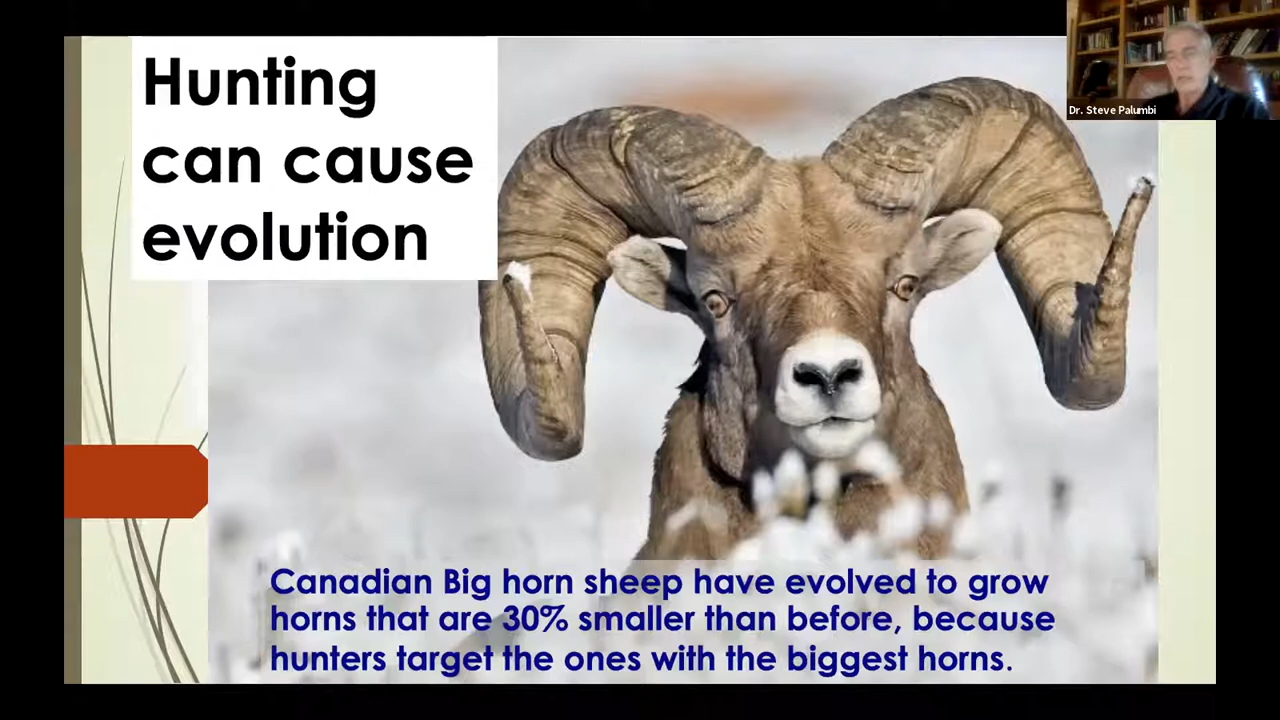 Hunting
can cause
evolution
Dr. Steve Palumbi
Canadian Big horn sheep have evolved to grow
horns that are 30% smaller than before, because
hunters target the ones with the biggest horns.